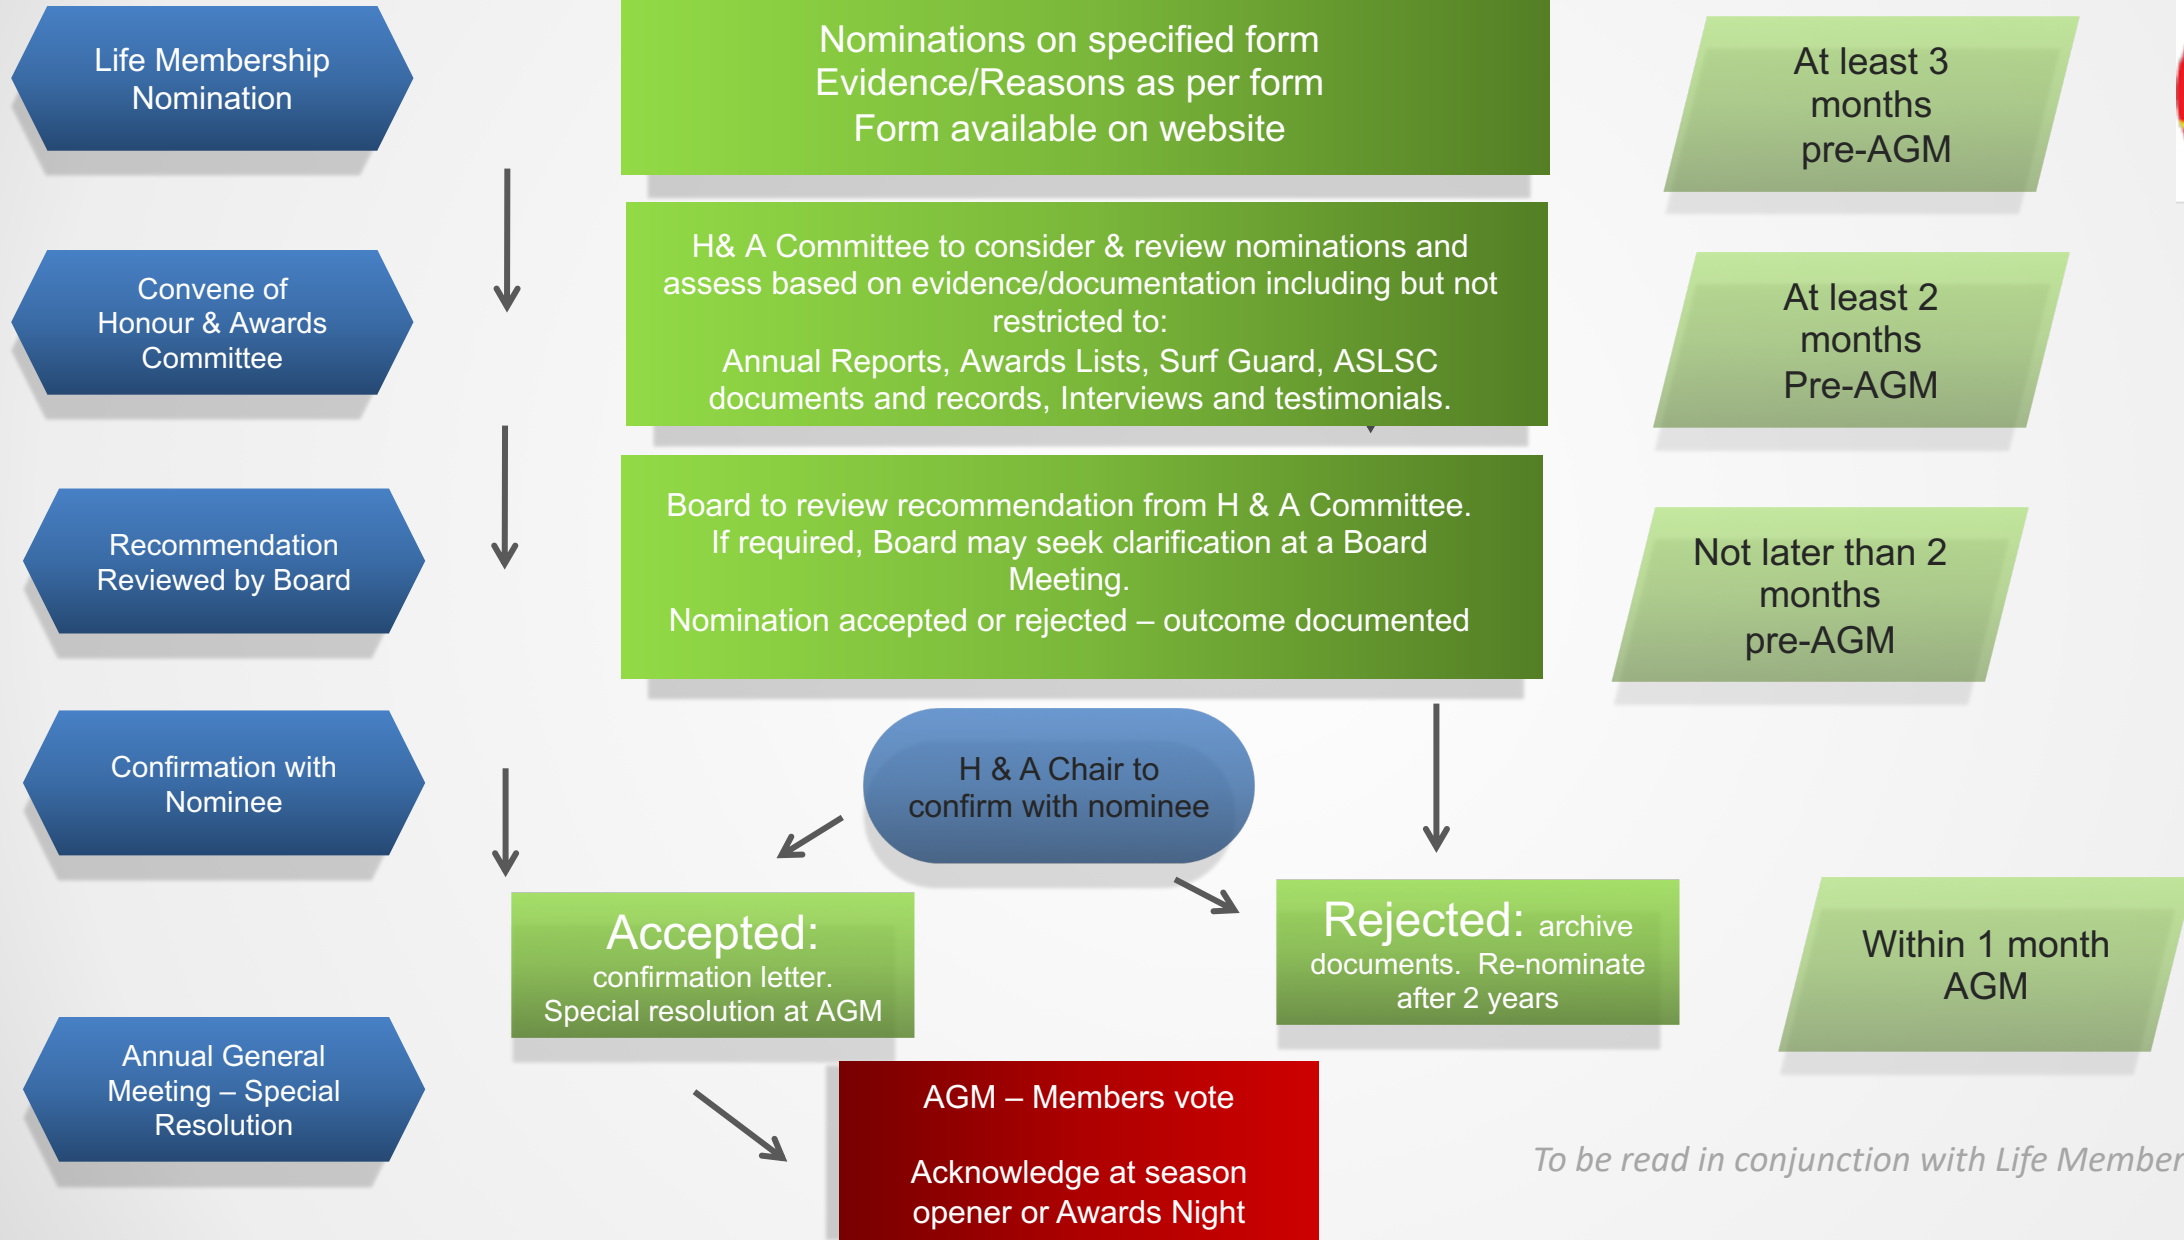 Life Membership
Nomination
Nominations on specified form
Evidence/Reasons as per form
Form available on website
At least 3
months
pre-AGM
Convene of
Honour & Awards
Committee
H& A Committee to consider & review nominations and
assess based on evidence/documentation including but not
restricted to:
Annual Reports, Awards Lists, Surf Guard, ASLSC
documents and records, Interviews and testimonials.
At least 2
months
Pre-AGM
Recommendation
Reviewed by Board
Board to review recommendation from H & A Committee.
If required, Board may seek clarification at a Board
Meeting.
Nomination accepted or rejected – outcome documented
Not later than 2
months
pre-AGM
Confirmation with
Nominee
H & A Chair to
confirm with nominee
Accepted:
confirmation letter.
Special resolution at AGM
Rejected: archive
documents. Re-nominate
after 2 years
Within 1 month
AGM
Annual General
Meeting – Special
Resolution
AGM – Members vote
Acknowledge at season
opener or Awards Night
To be read in conjunction with Life Member